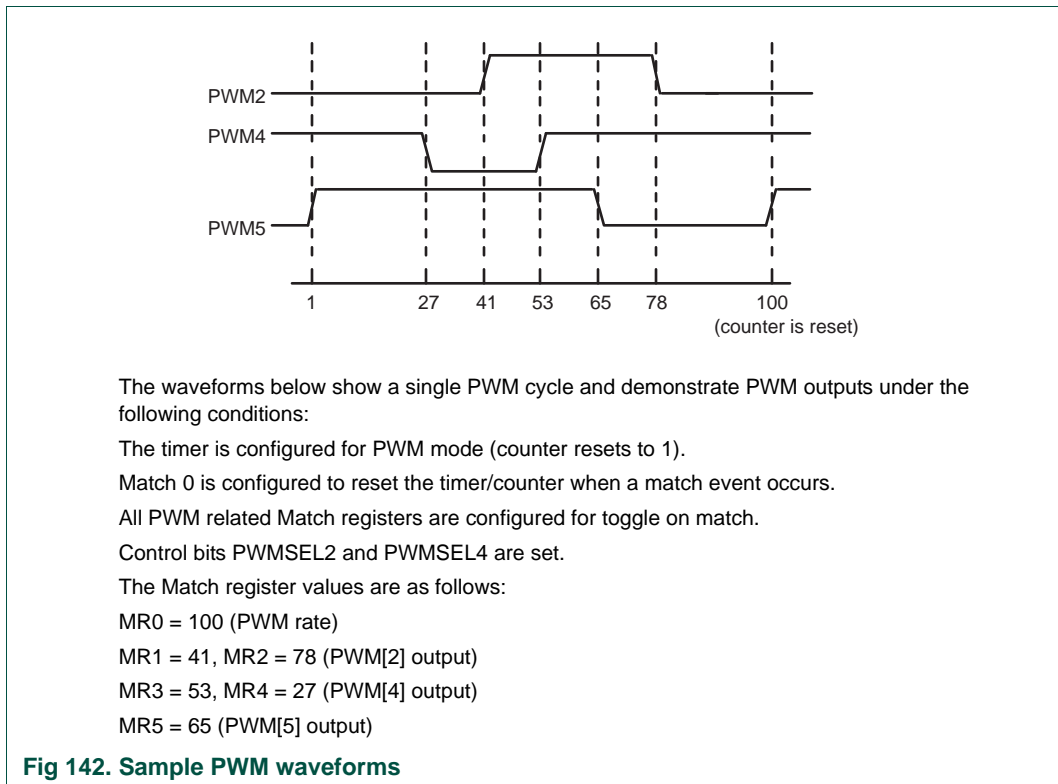 PWM2
PWM4
PWM5
1 27 41 53 65 78 100
(counter is reset)
The waveforms below show a single PWM cycle and demonstrate PWM outputs under the
following conditions:
The timer is configured for PWM mode (counter resets to 1).
Match 0 is configured to reset the timer/counter when a match event occurs.
All PWM related Match registers are configured for toggle on match.
Control bits PWMSEL2 and PWMSEL4 are set.
The Match register values are as follows:
MR0 = 100 (PWM rate)
MR1 = 41, MR2 = 78 (PWM[2] output)
MR3 = 53, MR4 = 27 (PWM[4] output)
MR5 = 65 (PWM[5] output)
Fig 142. Sample PWM waveforms